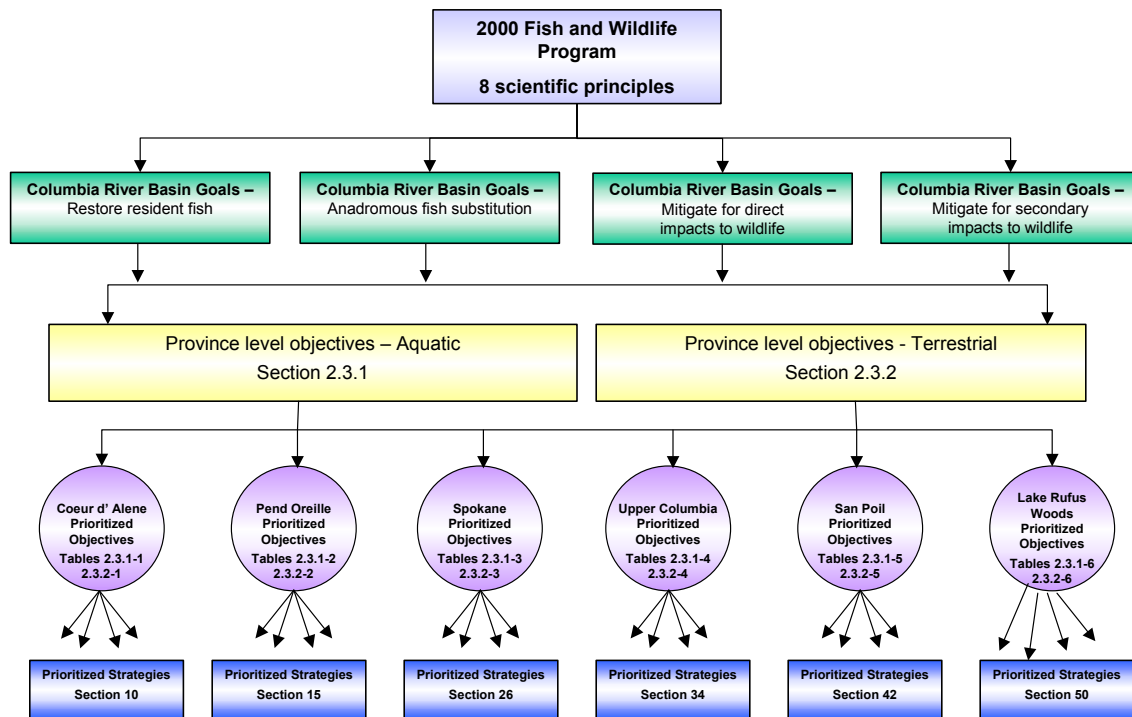 2000 Fish and Wildlife
Program
8 scientific principles
Columbia River Basin Goals –
Restore resident fish
Columbia River Basin Goals –
Anadromous fish substitution
Columbia River Basin Goals –
Mitigate for direct
impacts to wildlife
Columbia River Basin Goals –
Mitigate for secondary
impacts to wildlife
Province level objectives – Aquatic
Section 2.3.1
Province level objectives - Terrestrial
Section 2.3.2
Coeur d’ Alene
Prioritized
Objectives
Tables 2.3.1-1
2.3.2-1
Pend Oreille
Prioritized
Objectives
Tables 2.3.1-2
2.3.2-2
Spokane
Prioritized
Objectives
Tables 2.3.1-3
2.3.2-3
Upper Columbia
Prioritized
Objectives
Tables 2.3.1-4
2.3.2-4
San Poil
Prioritized
Objectives
Tables 2.3.1-5
2.3.2-5
Lake Rufus
Woods
Prioritized
Objectives
Tables 2.3.1-6
2.3.2-6
Prioritized Strategies
Section 10
Prioritized Strategies
Section 15
Prioritized Strategies
Section 26
Prioritized Strategies
Section 34
Prioritized Strategies
Section 42
Prioritized Strategies
Section 50